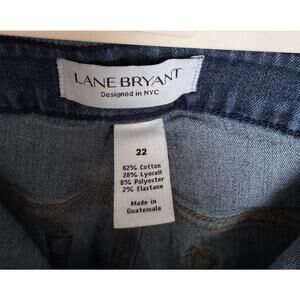 LANE BRYANT
Designed in NYC
22
62% Cotton
28% Lyocell
8% Polyester
2% Elastane
Made in
Guatemala